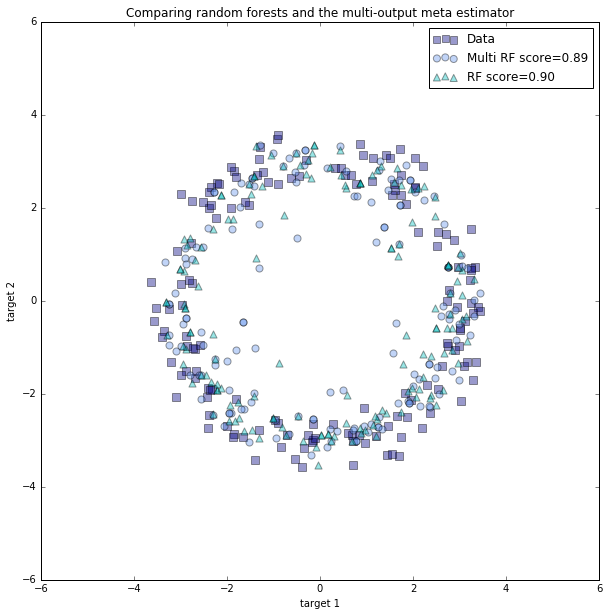 Comparing random forests and the multi-output meta estimator
Data
Multi RF score=0.89
RF score=0.90
6
4
2
0
−2
−4
−6
target 2
−6 −4 −2 0 2 4 6
target 1